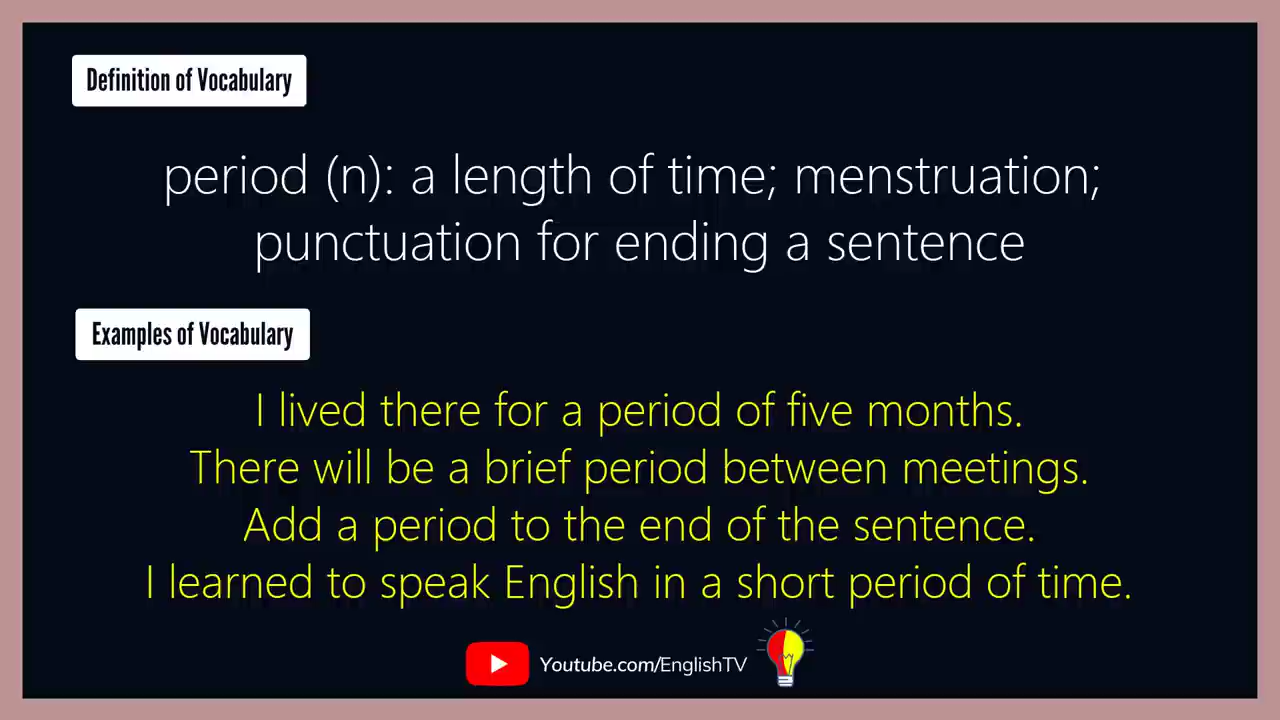 Definition of Vocabulary
period (n): a length of time; menstruation;
punctuation for ending a sentence
Examples of Vocabulary
I lived there for a period of five months.
There will be a brief period between meetings.
Add a period to the end of the sentence.
I learned to speak English in a short period of time.
Youtube.com/EnglishTV